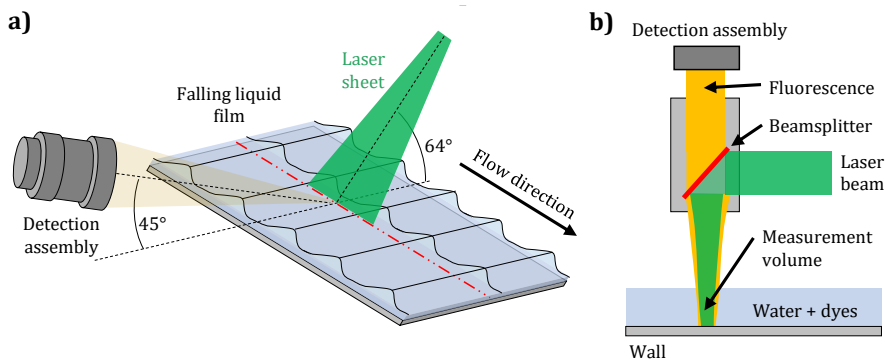 a)
Laser
sheet
Falling liquid
film
64°
Flow direction
45°
Detection
assembly
b)
Detection assembly
Fluorescence
Beamsplitter
Laser
beam
Measurement
volume
Water + dyes
Wall